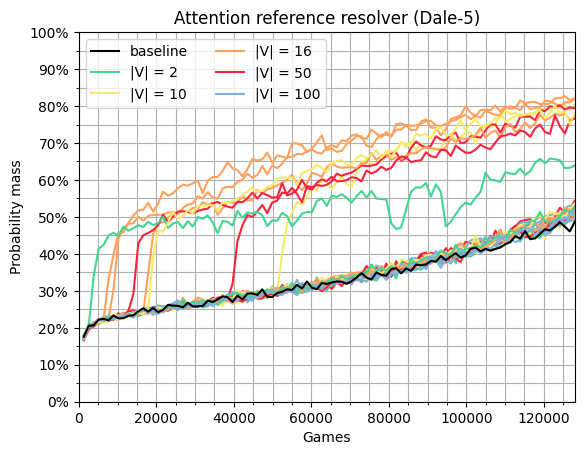 Attention reference resolver (Dale-5)
100%
90%
80%
70%
60%
50%
40%
30%
20%
10%
0%
Probability mass
baseline
|V| = 2
|V| = 10
|V| = 16
|V| = 50
|V| = 100
0 20000 40000 60000 80000 100000 120000
Games